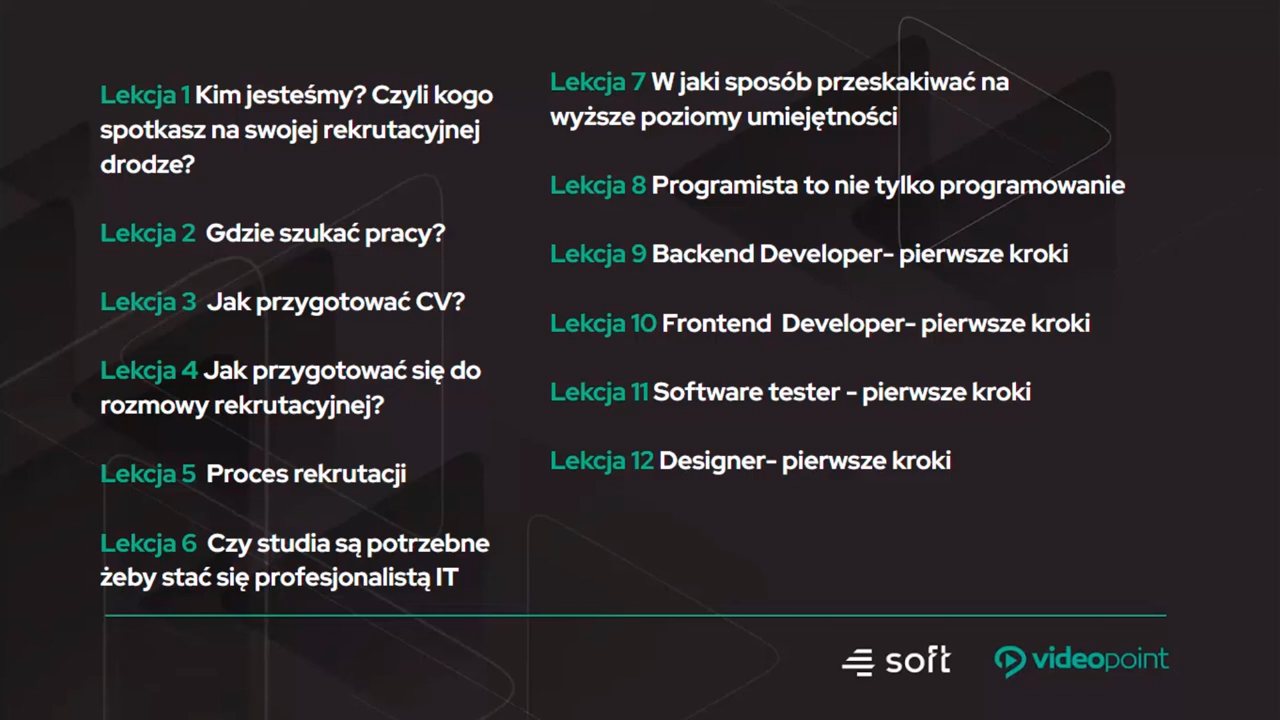 Lekcja 1 Kim jesteśmy? Czyli kogo
spotkasz na swojej rekrutacyjnej
drodze?
Lekcja 2 Gdzie szukać pracy?
Lekcja 3 Jak przygotować CV?
Lekcja 4 Jak przygotować się do
rozmowy rekrutacyjnej?
Lekcja 5 Proces rekrutacji
Lekcja 6 Czy studia są potrzebne
żeby stać się profesjonalistą IT
Lekcja 7 W jaki sposób przeskakiwać na
wyższe poziomy umiejętności
Lekcja 8 Programista to nie tylko programowanie
Lekcja 9 Backend Developer- pierwsze kroki
Lekcja 10 Frontend Developer- pierwsze kroki
Lekcja 11 Software tester - pierwsze kroki
Lekcja 12 Designer- pierwsze kroki
soft
videopoint